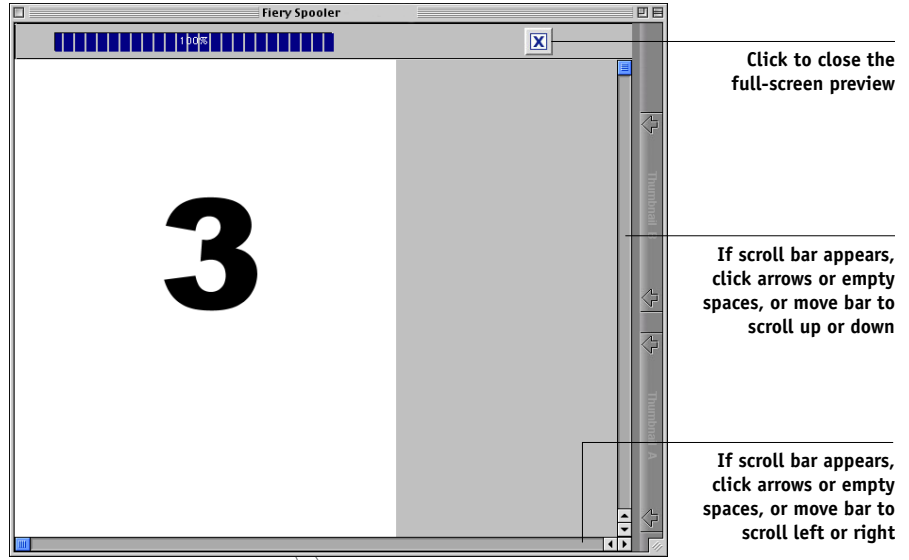 Fiery Spooler
100%
X
Click to close the
full-screen preview
3
Thumbnail B
If scroll bar appears,
click arrows or empty
spaces, or move bar to
scroll up or down
Thumbnail A
If scroll bar appears,
click arrows or empty
spaces, or move bar to
scroll left or right